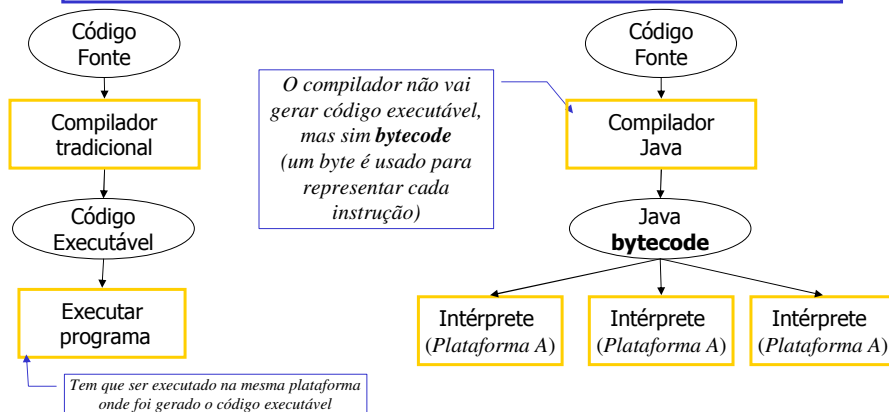 Código
Fonte
Compilador
tradicional
Código
Executável
Executar
programa
Tem que ser executado na mesma plataforma
onde foi gerado o código executável
O compilador não vai
gerar código executável,
mas sim bytecode
(um byte é usado para
representar cada
instrução)
Código
Fonte
Compilador
Java
Java
bytecode
Intérprete
(Plataforma A)
Intérprete
(Plataforma A)
Intérprete
(Plataforma A)